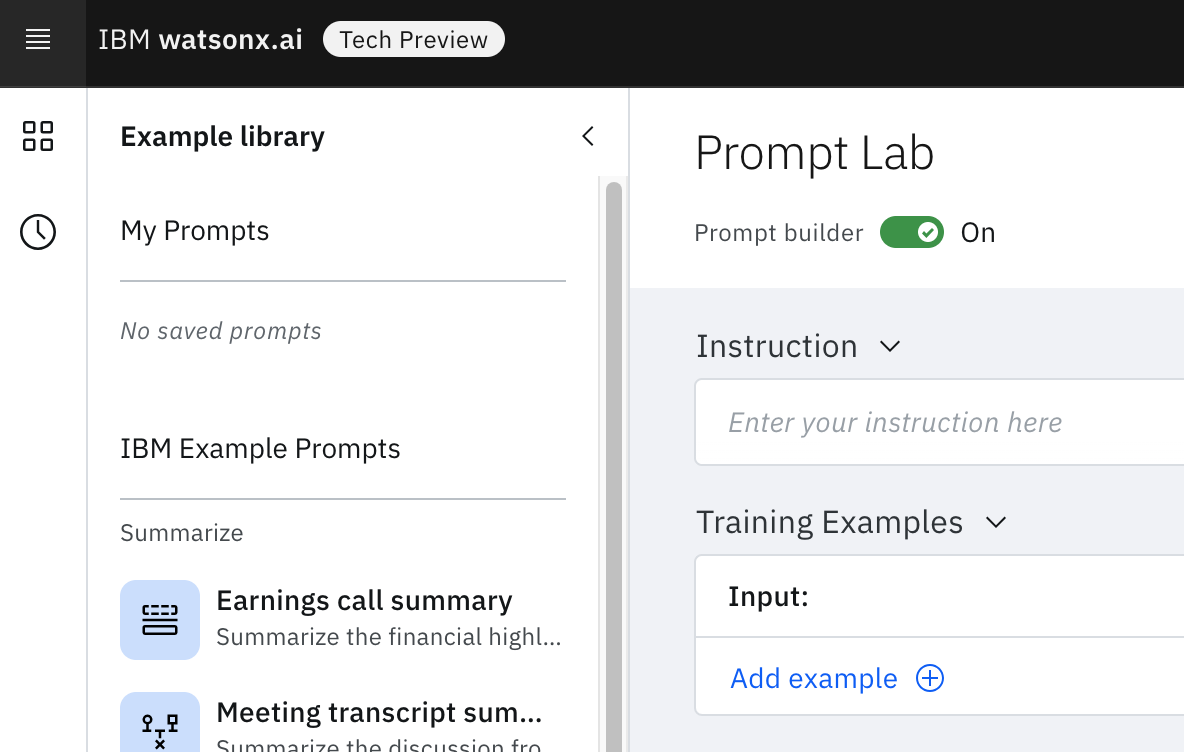 IBM watsonx.ai Tech Preview
Example library
My Prompts
No saved prompts
IBM Example Prompts
Summarize
Earnings call summary
Summarize the financial highl...
Meeting transcript sum...
Summarize the discussion fro
Prompt Lab
Prompt builder On
Instruction
Enter your instruction here
Training Examples
Input:
Add example